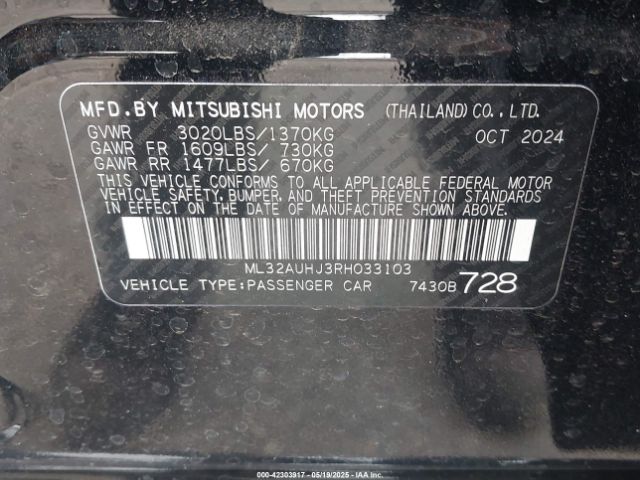 MFD.BY MITSUBISHI MOTORS (THAILAND) CO.,LTD.
GVWR 3020LBS/1370KG OCT 2024
GAWR FR 1609LBS/ 730KG
GAWR RR 1477LBS/ 670KG
THIS VEHICLE CONFORMS TO ALL APPLICABLE FEDERAL MOTOR
VEHICLE SAFETY, BUMPER, AND THEFT PREVENTION STANDARDS
IN EFFECT ON THE DATE OF MANUFACTURE SHOWN ABOVE.
ML32AUHJ3RH033103
VEHICLE TYPE:PASSENGER CAR 7430B 728
000-42303917 - 05/19/2025 - IAA Inc.